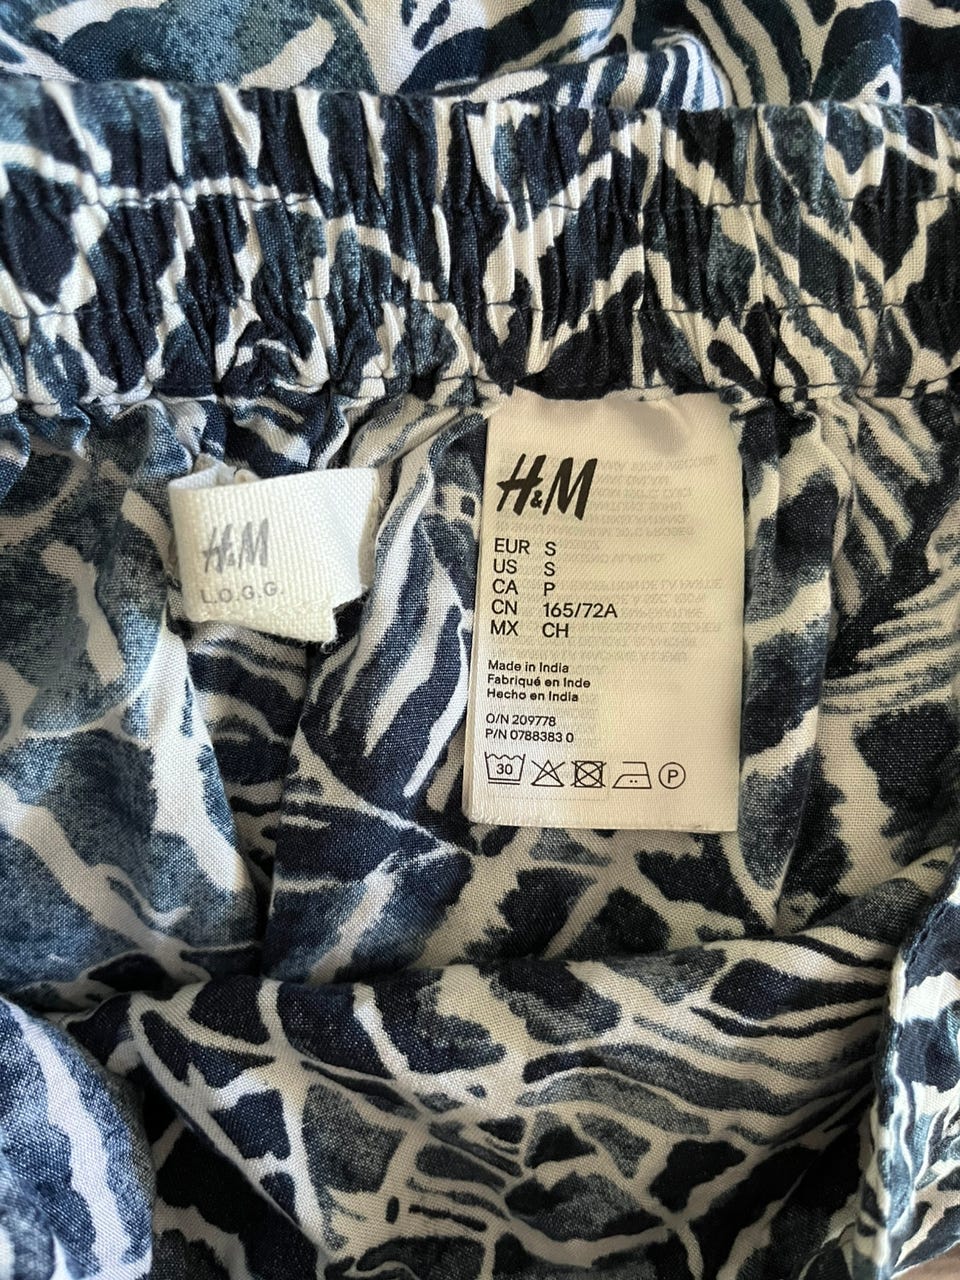 H&M
L.O.G.G.
H&M
EUR S
US S
CA P
CN 165/72A
MX CH
Made in India
Fabriqué en Inde
Hecho en India
O/N 209778
P/N 0788383 0
30
P